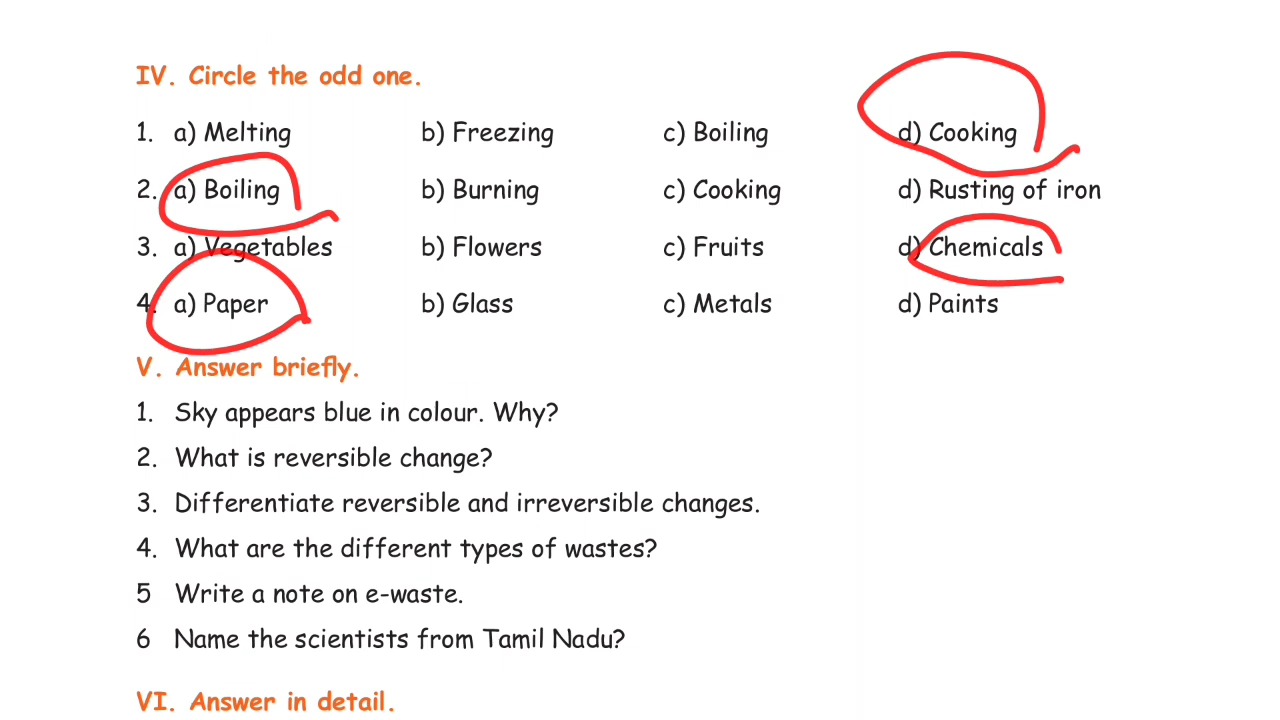 IV. Circle the odd one.
1. a) Melting b) Freezing c) Boiling d) Cooking
2. a) Boiling b) Burning c) Cooking d) Rusting of iron
3. a) Vegetables b) Flowers c) Fruits d) Chemicals
4. a) Paper b) Glass c) Metals d) Paints
V. Answer briefly.
1. Sky appears blue in colour. Why?
2. What is reversible change?
3. Differentiate reversible and irreversible changes.
4. What are the different types of wastes?
5 Write a note on e-waste.
6 Name the scientists from Tamil Nadu?
VI. Answer in detail.